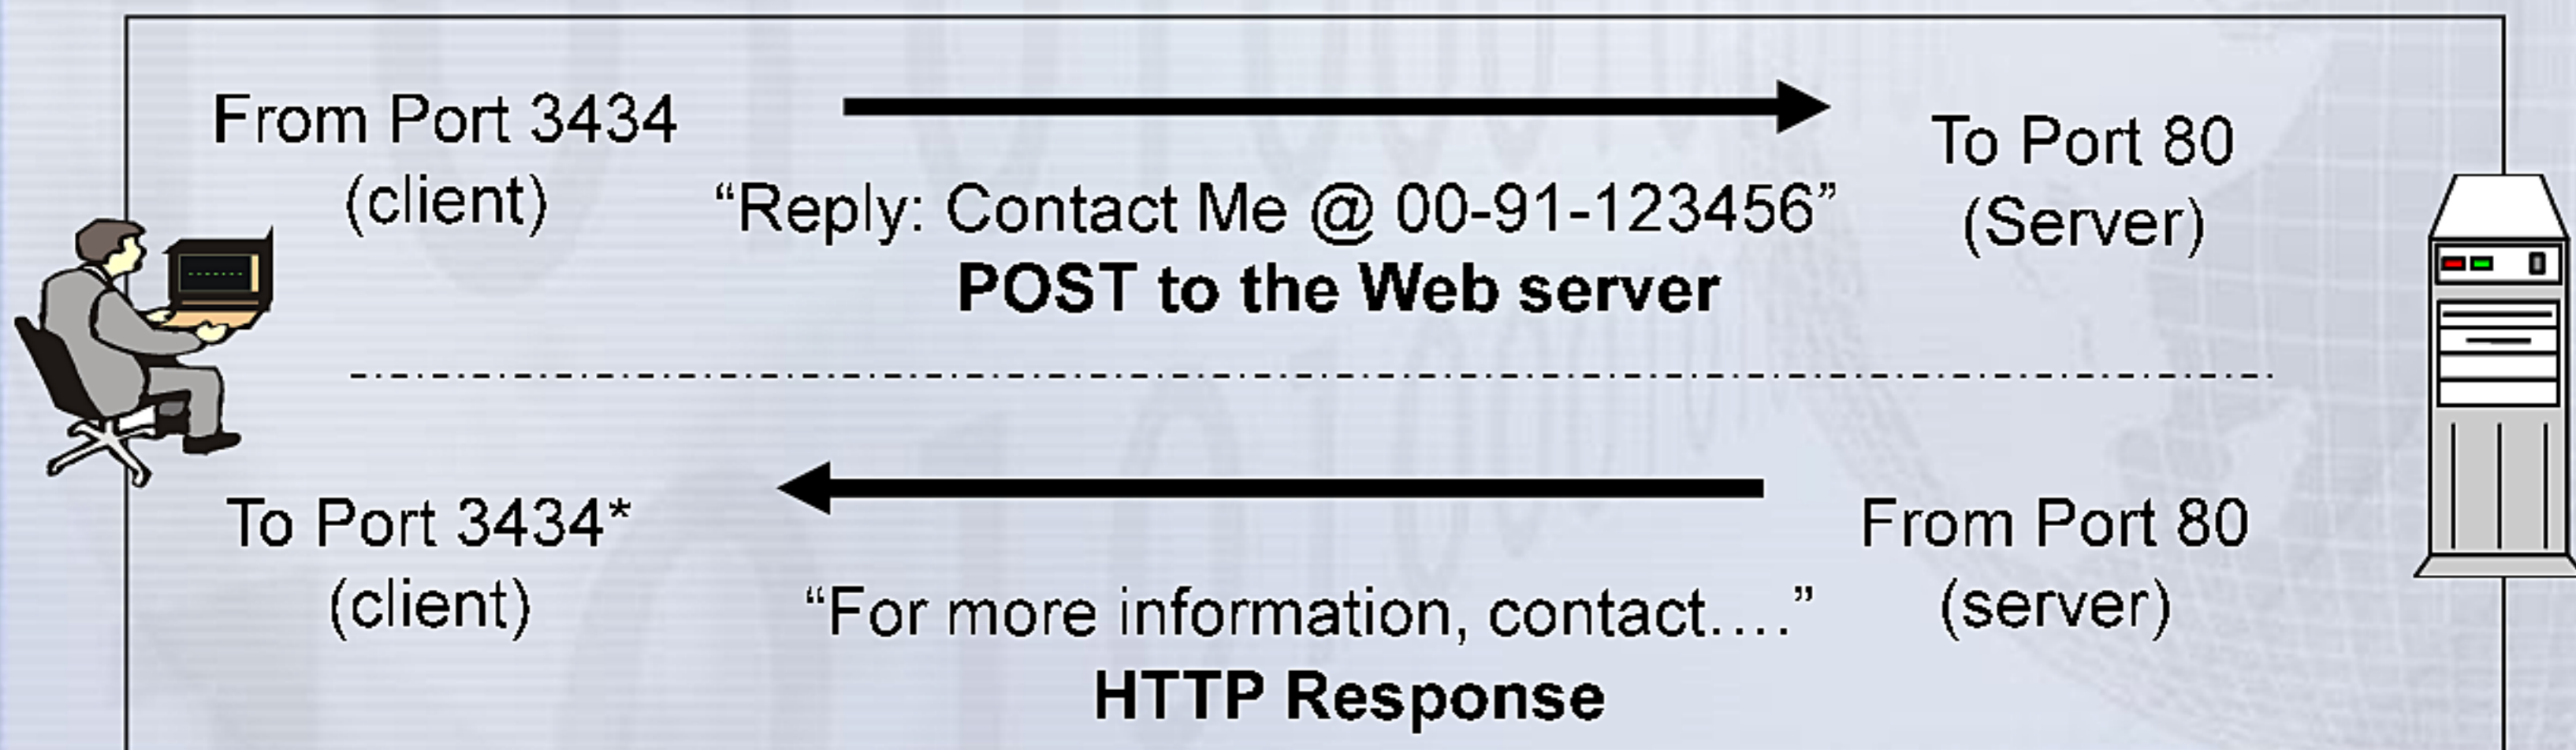 From Port 3434
(client)
“Reply: Contact Me @ 00-91-123456”
POST to the Web server
To Port 80
(Server)
To Port 3434*
(client)
“For more information, contact....”
HTTP Response
From Port 80
(server)